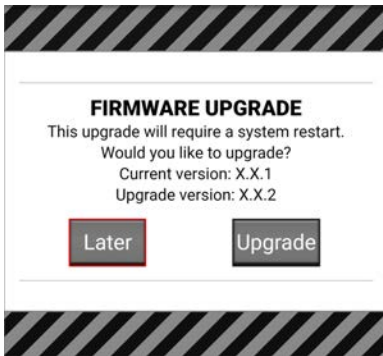 FIRMWARE UPGRADE
This upgrade will require a system restart.
Would you like to upgrade?
Current version: X.X.1
Upgrade version: X.X.2
Later Upgrade